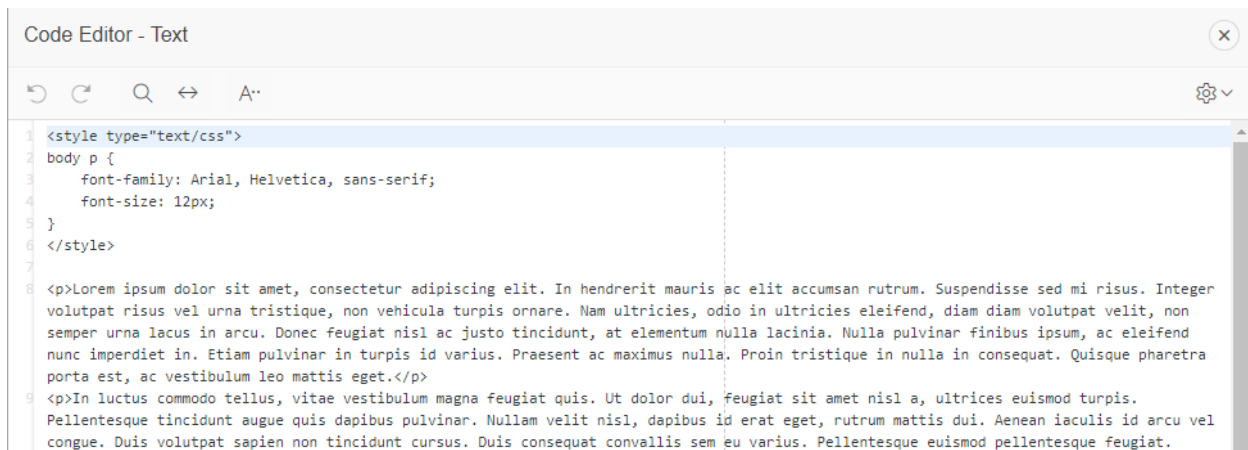 Code Editor - Text
A··
1 <style type="text/css">
2 body p {
3     font-family: Arial, Helvetica, sans-serif;
4     font-size: 12px;
5 }
6 </style>
7
8 <p>Lorem ipsum dolor sit amet, consectetur adipiscing elit. In hendrerit mauris ac elit accumsan rutrum. Suspendisse sed mi risus. Integer
volutpat risus vel urna tristique, non vehicula turpis ornare. Nam ultricies, odio in ultricies eleifend, diam diam volutpat velit, non
semper urna lacus in arcu. Donec feugiat nisl ac justo tincidunt, at elementum nulla lacinia. Nulla pulvinar finibus ipsum, ac eleifend
nunc imperdiet in. Etiam pulvinar in turpis id varius. Praesent ac maximus nulla. Proin tristique in nulla in consequat. Quisque pharetra
porta est, ac vestibulum leo mattis eget.</p>
9 <p>In luctus commodo tellus, vitae vestibulum magna feugiat quis. Ut dolor dui, feugiat sit amet nisl a, ultrices euismod turpis.
Pellentesque tincidunt augue quis dapibus pulvinar. Nullam velit nisl, dapibus id erat eget, rutrum mattis dui. Aenean iaculis id arcu vel
congue. Duis volutpat sapien non tincidunt cursus. Duis consequat convallis sem eu varius. Pellentesque euismod pellentesque feugiat.